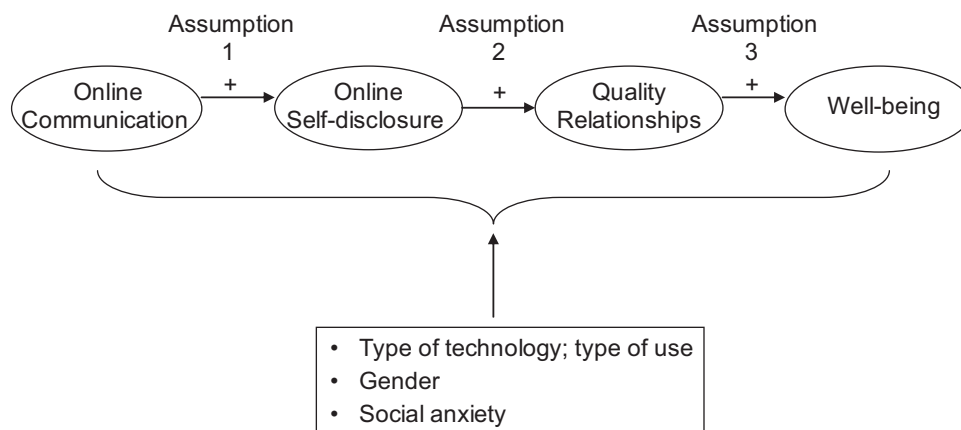 Assumption
1
Assumption
2
Assumption
3
+
+
+
Online
Communication
Online
Self-disclosure
Quality
Relationships
Well-being
• Type of technology; type of use
• Gender
• Social anxiety